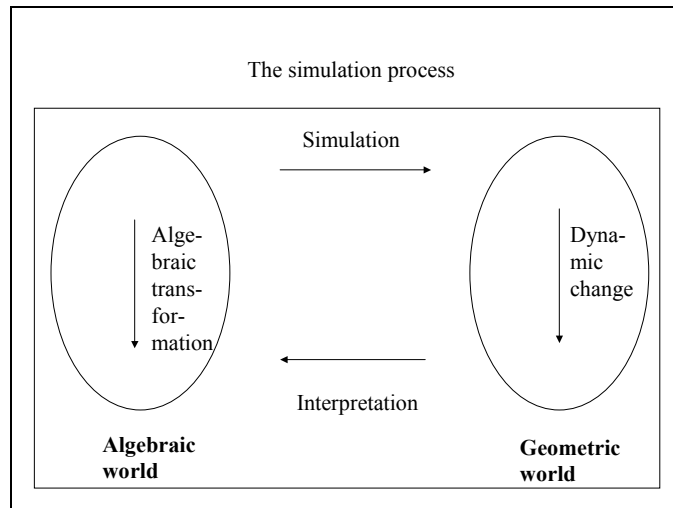 The simulation process
Simulation
Alge-
braic
trans-
for-
mation
Dyna-
mic
change
Interpretation
Algebraic
world
Geometric
world